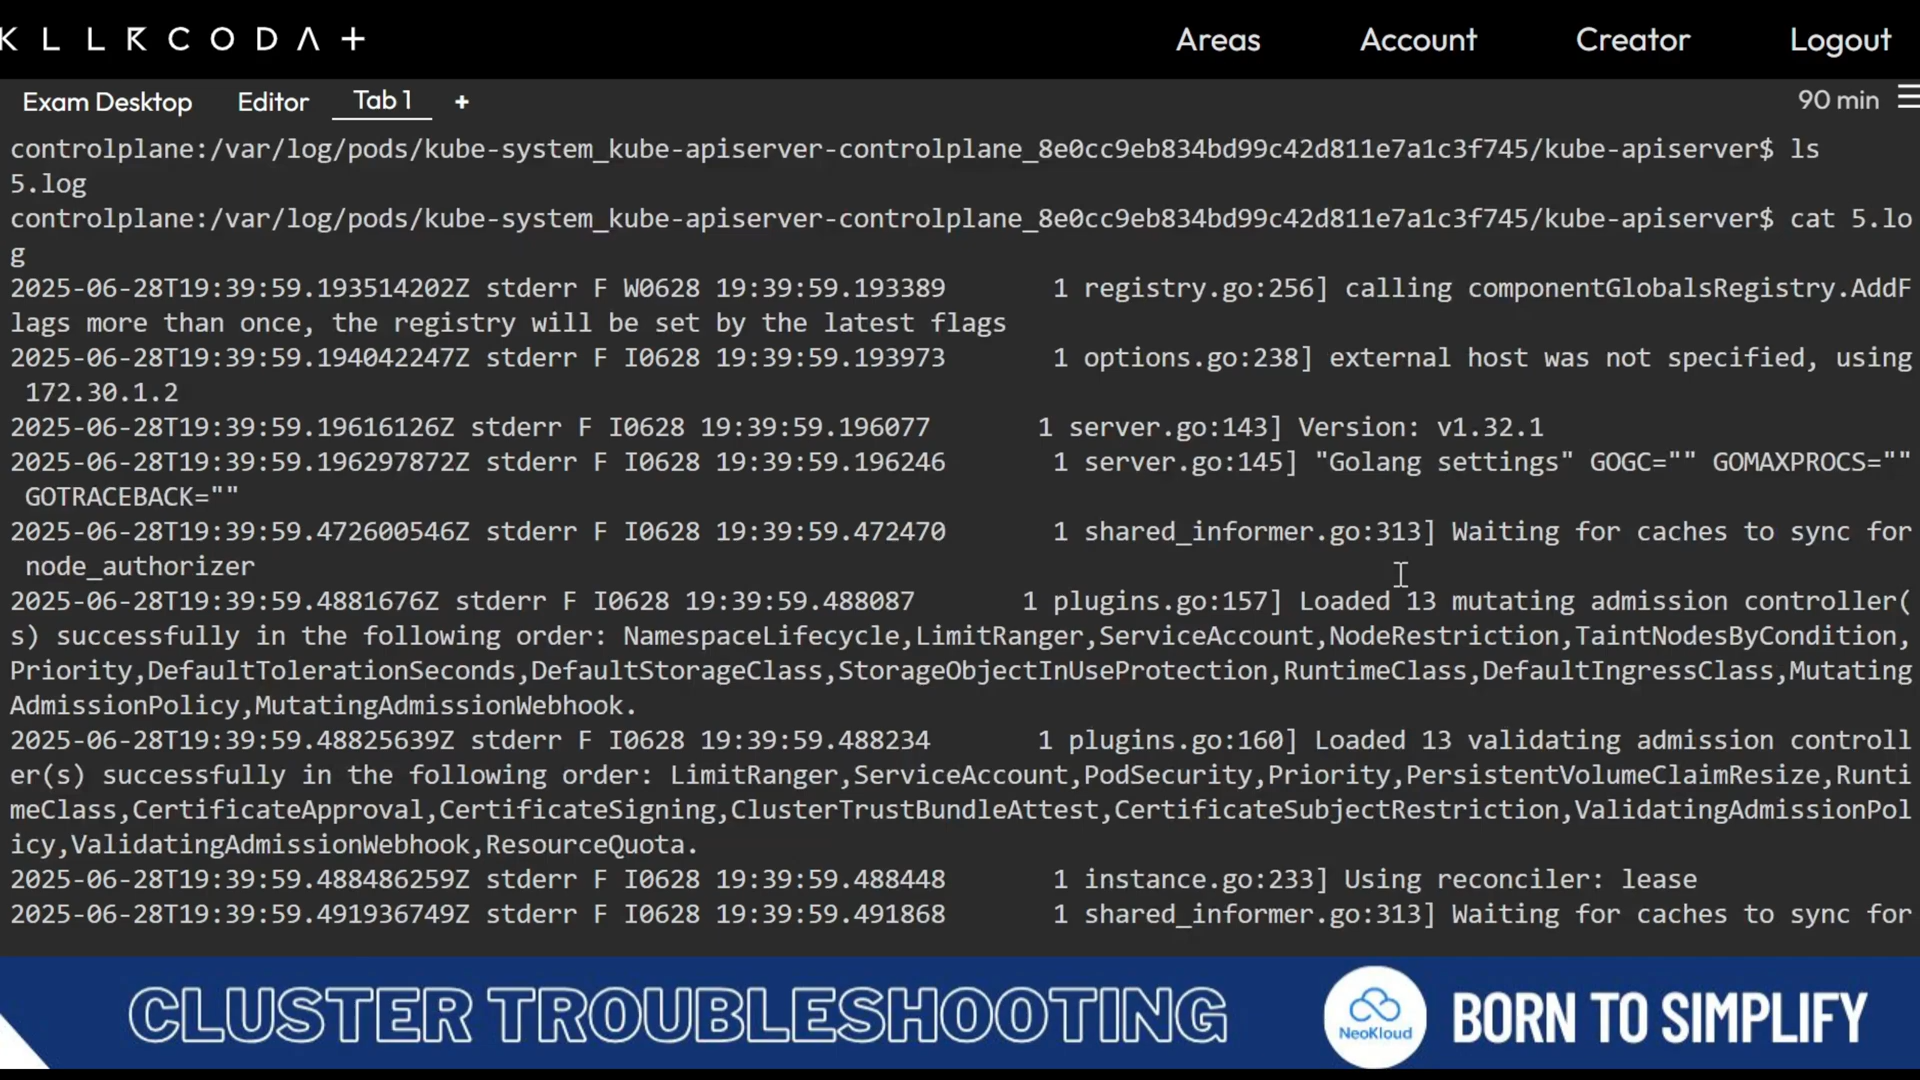 KLLRCODA+
Areas Account Creator Logout
Exam Desktop Editor Tab 1 + 90 min
controlplane:/var/log/pods/kube-system_kube-apiserver-controlplane_8e0cc9eb834bd99c42d811e7a1c3f745/kube-apiserver$ ls
5.log
controlplane:/var/log/pods/kube-system_kube-apiserver-controlplane_8e0cc9eb834bd99c42d811e7a1c3f745/kube-apiserver$ cat 5.lo
g
2025-06-28T19:39:59.193514202Z stderr F W0628 19:39:59.193389       1 registry.go:256] calling componentGlobalsRegistry.AddF
lags more than once, the registry will be set by the latest flags
2025-06-28T19:39:59.194042247Z stderr F I0628 19:39:59.193973       1 options.go:238] external host was not specified, using
 172.30.1.2
2025-06-28T19:39:59.19616126Z stderr F I0628 19:39:59.196077       1 server.go:143] Version: v1.32.1
2025-06-28T19:39:59.196297872Z stderr F I0628 19:39:59.196246       1 server.go:145] "Golang settings" GOGC="" GOMAXPROCS=""
 GOTRACEBACK=""
2025-06-28T19:39:59.472600546Z stderr F I0628 19:39:59.472470       1 shared_informer.go:313] Waiting for caches to sync for
 node_authorizer
2025-06-28T19:39:59.4881676Z stderr F I0628 19:39:59.488087       1 plugins.go:157] Loaded 13 mutating admission controller(
s) successfully in the following order: NamespaceLifecycle,LimitRanger,ServiceAccount,NodeRestriction,TaintNodesByCondition,
Priority,DefaultTolerationSeconds,DefaultStorageClass,StorageObjectInUseProtection,RuntimeClass,DefaultIngressClass,Mutating
AdmissionPolicy,MutatingAdmissionWebhook.
2025-06-28T19:39:59.48825639Z stderr F I0628 19:39:59.488234       1 plugins.go:160] Loaded 13 validating admission controll
er(s) successfully in the following order: LimitRanger,ServiceAccount,PodSecurity,Priority,PersistentVolumeClaimResize,Runti
meClass,CertificateApproval,CertificateSigning,ClusterTrustBundleAttest,CertificateSubjectRestriction,ValidatingAdmissionPol
icy,ValidatingAdmissionWebhook,ResourceQuota.
2025-06-28T19:39:59.488486259Z stderr F I0628 19:39:59.488448       1 instance.go:233] Using reconciler: lease
2025-06-28T19:39:59.491936749Z stderr F I0628 19:39:59.491868       1 shared_informer.go:313] Waiting for caches to sync for
CLUSTER TROUBLESHOOTING
NeoKloud
BORN TO SIMPLIFY